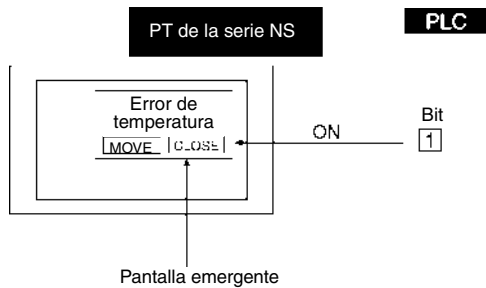 PT de la serie NS
PLC
Error de
temperatura
MOVE CLOSE
ON
Bit
1
Pantalla emergente